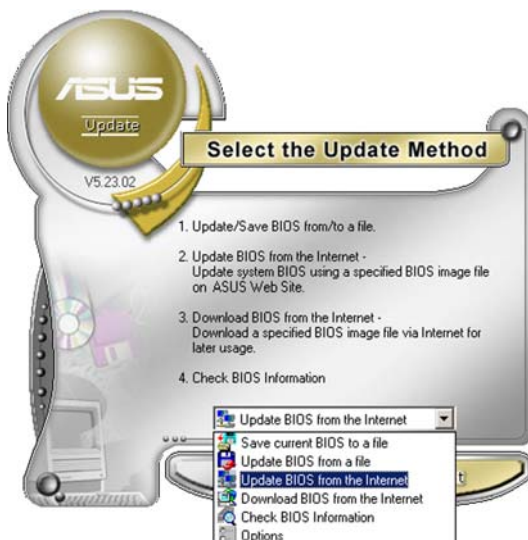 ASUS
Update
V5.23.02
Select the Update Method
1. Update/Save BIOS from/to a file.
2. Update BIOS from the Internet -
Update system BIOS using a specified BIOS image file
on ASUS Web Site.
3. Download BIOS from the Internet -
Download a specified BIOS image file via Internet for
later usage.
4. Check BIOS Information
Update BIOS from the Internet
Save current BIOS to a file
Update BIOS from a file
Update BIOS from the Internet
Download BIOS from the Internet
Check BIOS Information
Options